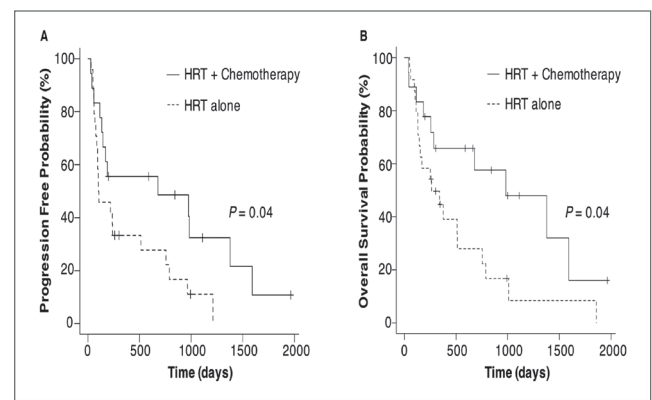 A
Progression Free Probability (%)
100
80
60
40
20
0
HRT + Chemotherapy
HRT alone
P = 0.04
0 500 1000 1500 2000
Time (days)
B
Overall Survival Probability (%)
100
80
60
40
20
0
HRT + Chemotherapy
HRT alone
P = 0.04
0 500 1000 1500 2000
Time (days)